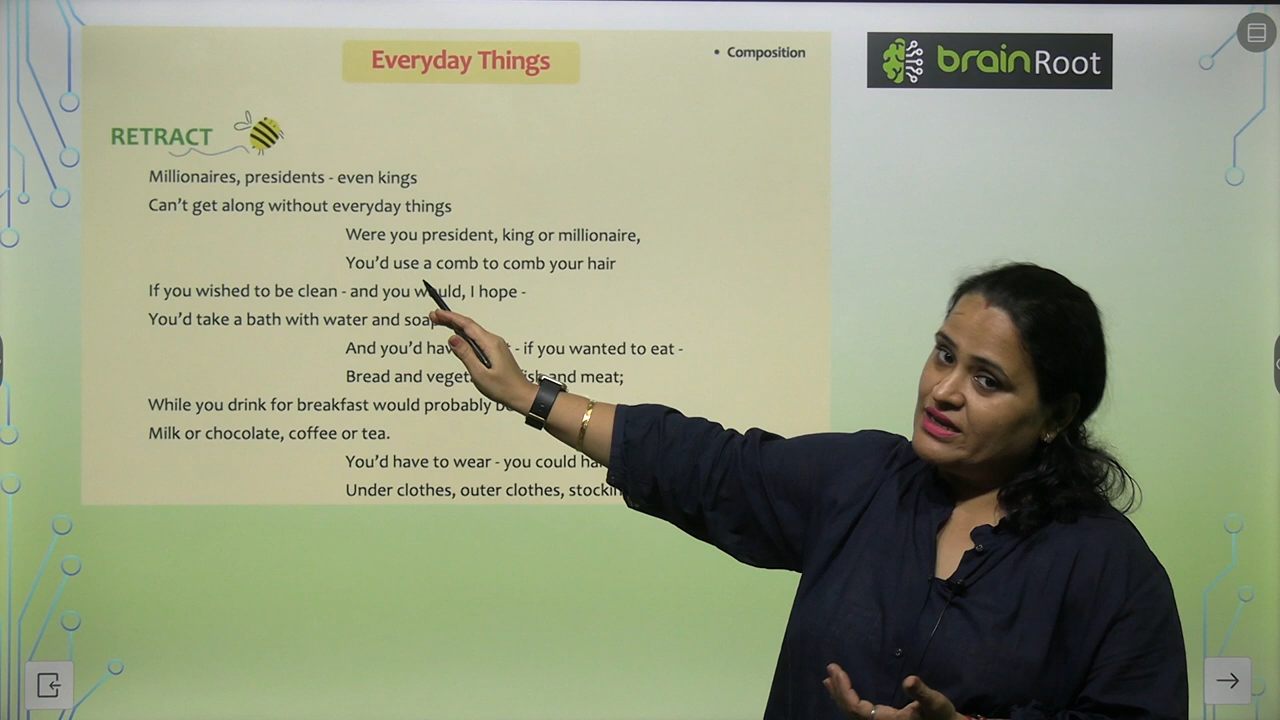 Everyday Things
• Composition
brainRoot
RETRACT
Millionaires, presidents - even kings
Can't get along without everyday things
Were you president, king or millionaire,
You'd use a comb to comb your hair
If you wished to be clean - and you would, I hope -
You'd take a bath with water and soap
And you'd - if you wanted to eat -
Bread and and meat;
While you drink for breakfast would probably
Milk or chocolate, coffee or tea.
You'd have to wear - you could
Under clothes, outer clothes,